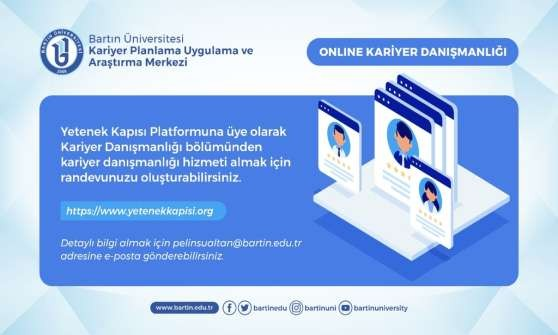 Bartın Üniversitesi
Kariyer Planlama Uygulama ve
Araştırma Merkezi
ONLINE KARİYER DANIŞMANLIĞI
Yetenek Kapısı Platformuna üye olarak
Kariyer Danışmanlığı bölümünden
kariyer danışmanlığı hizmeti almak için
randevunuzu oluşturabilirsiniz.
https://www.yetenekkapisi.org
Detaylı bilgi almak için pelinsualtan@bartin.edu.tr
adresine e-posta gönderebilirsiniz.
www.bartin.edu.tr
bartinedu
bartinuni
bartinuniversity